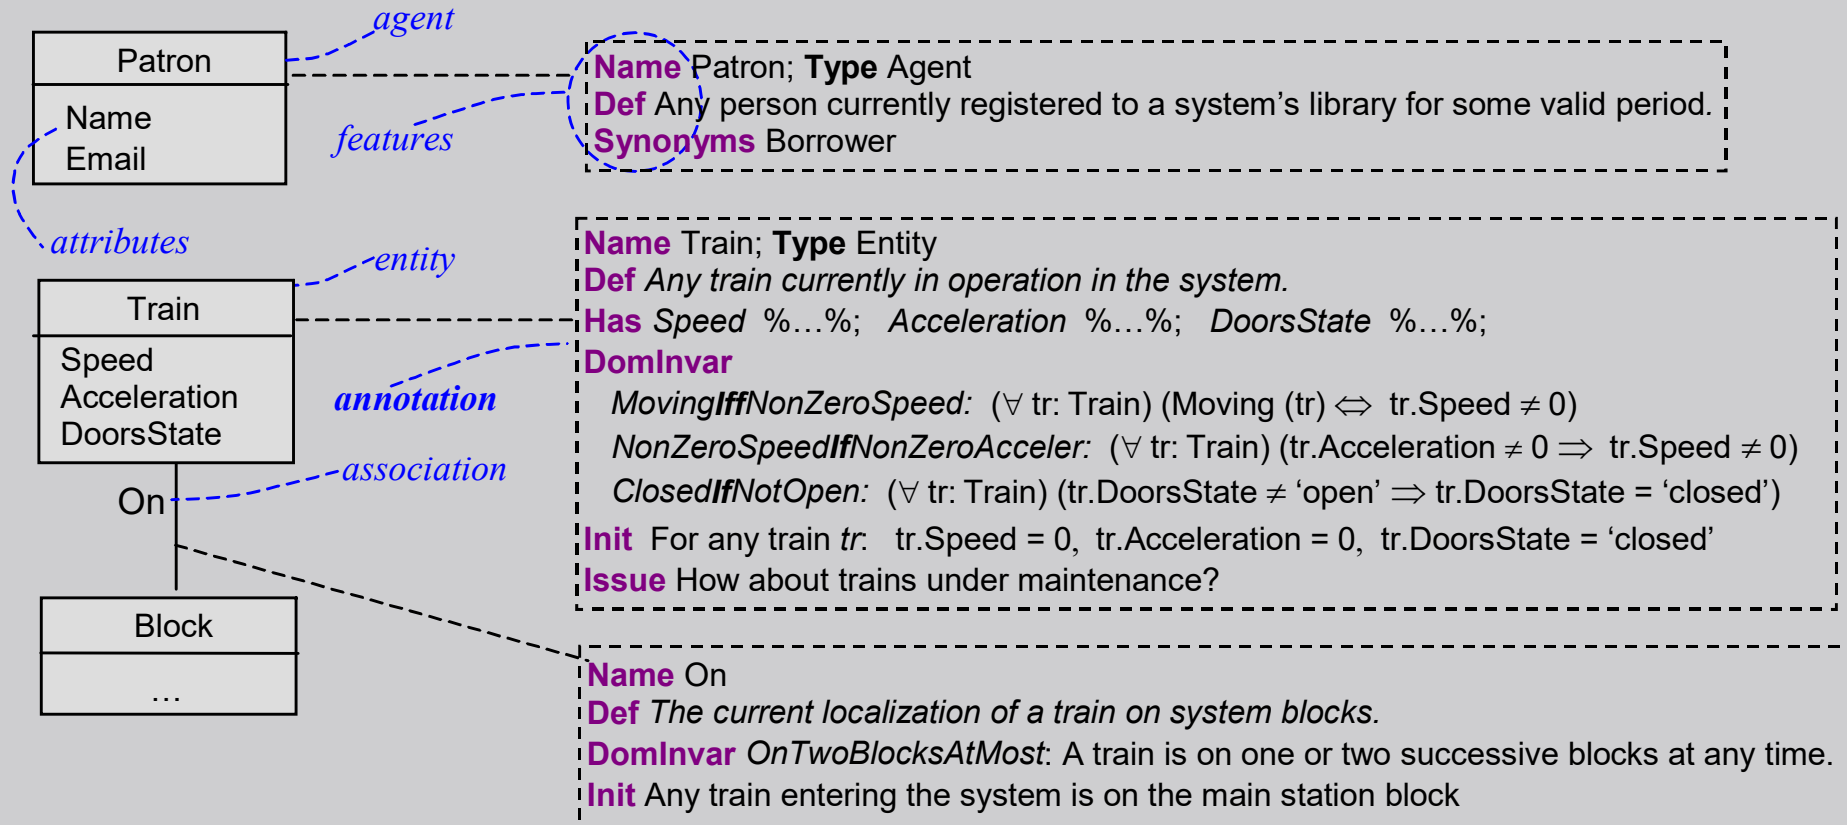 agent
Patron
Name
Email
attributes
features
Name Patron; Type Agent
Def Any person currently registered to a system’s library for some valid period.
Synonyms Borrower
entity
Train
Speed
Acceleration
DoorsState
annotation
association
On
Block
…
Name Train; Type Entity
Def Any train currently in operation in the system.
Has Speed %…%; Acceleration %…%; DoorsState %…%;
DomInvar
MovingIffNonZeroSpeed: (∀ tr: Train) (Moving (tr) ⇔ tr.Speed ≠ 0)
NonZeroSpeedIfNonZeroAcceler: (∀ tr: Train) (tr.Acceleration ≠ 0 ⇒ tr.Speed ≠ 0)
ClosedIfNotOpen: (∀ tr: Train) (tr.DoorsState ≠ ‘open’ ⇒ tr.DoorsState = ‘closed’)
Init For any train tr: tr.Speed = 0, tr.Acceleration = 0, tr.DoorsState = ‘closed’
Issue How about trains under maintenance?
Name On
Def The current localization of a train on system blocks.
DomInvar OnTwoBlocksAtMost: A train is on one or two successive blocks at any time.
Init Any train entering the system is on the main station block